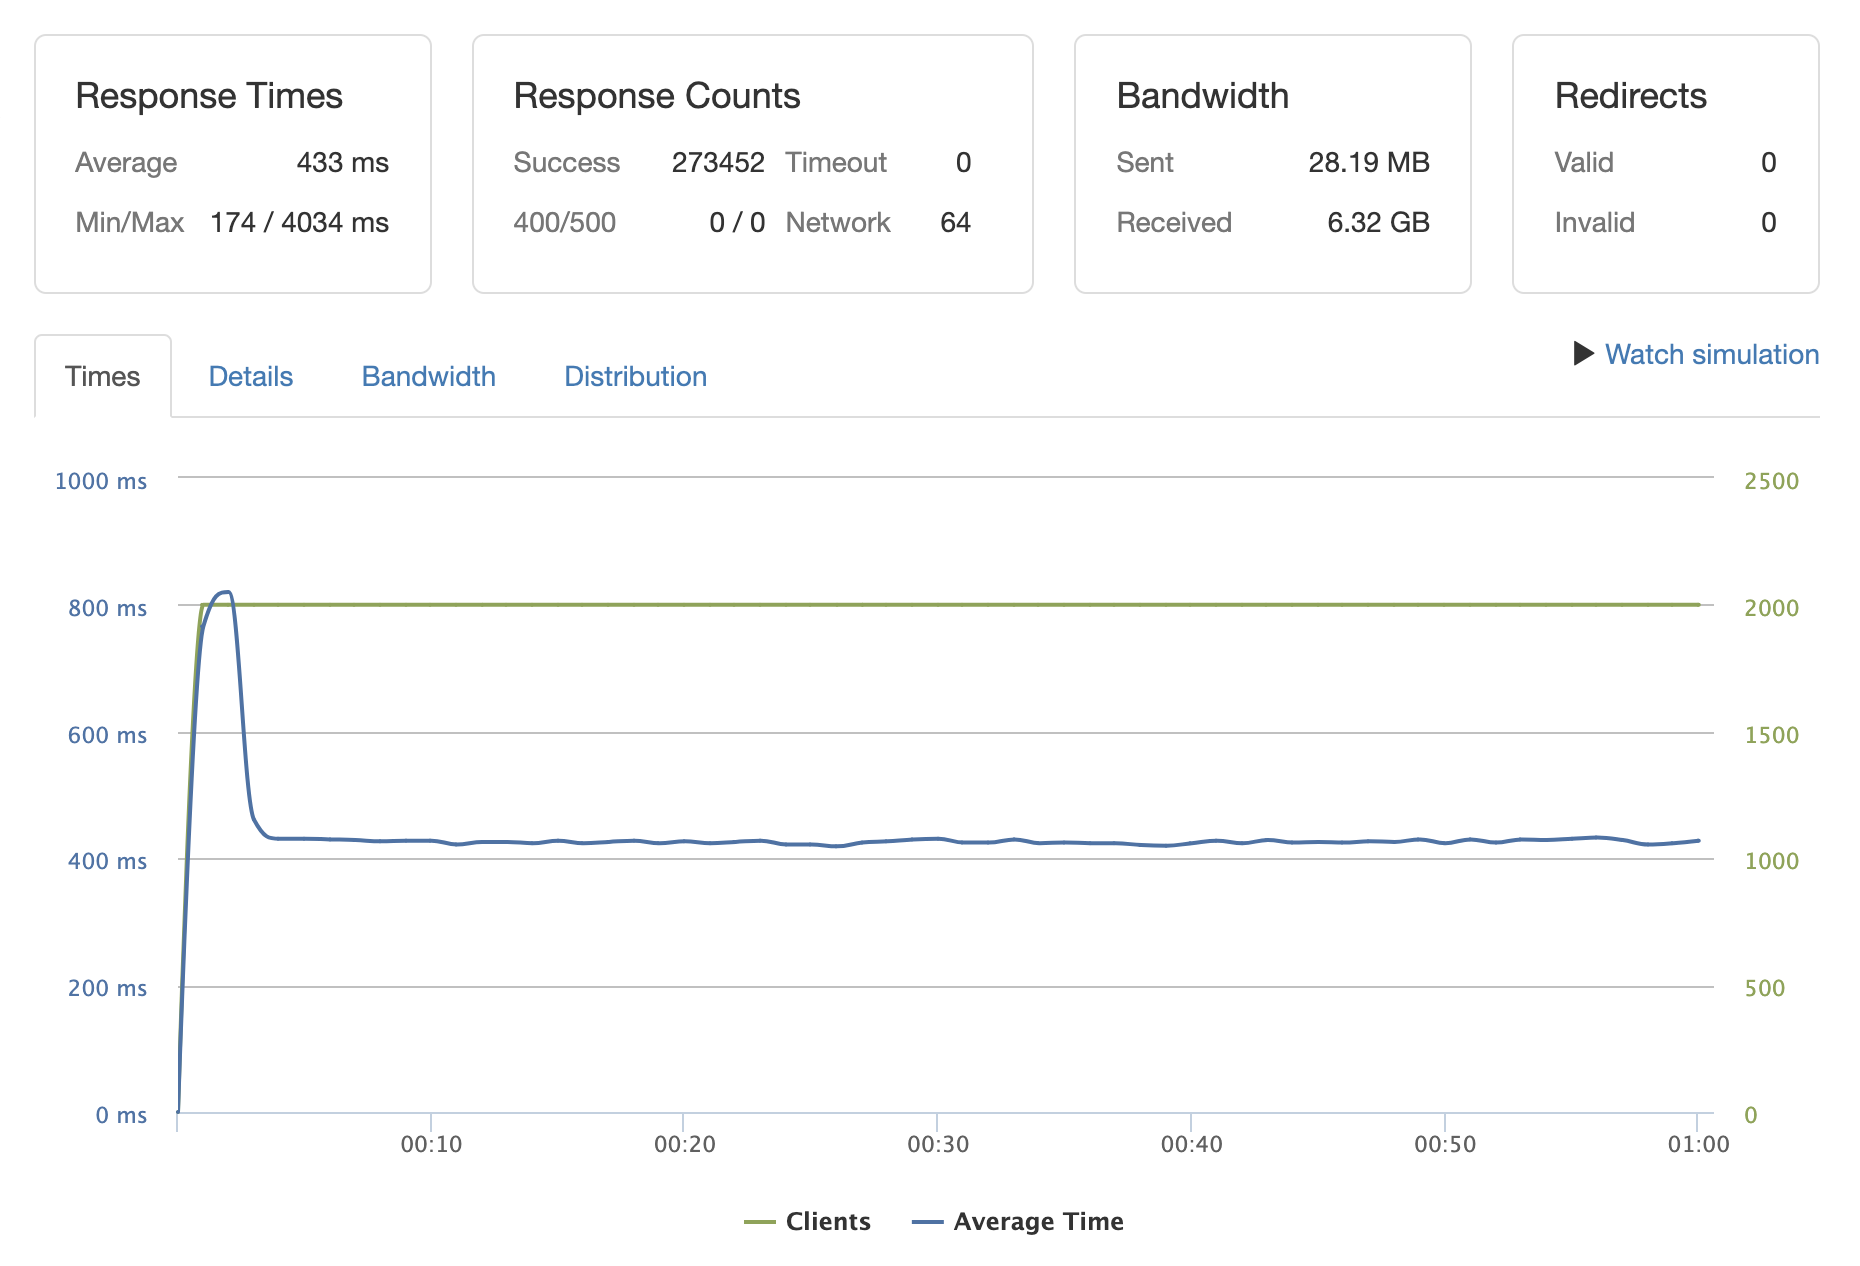 Response Times
Average 433 ms
Min/Max 174 / 4034 ms
Response Counts
Success 273452 Timeout 0
400/500 0 / 0 Network 64
Bandwidth
Sent 28.19 MB
Received 6.32 GB
Redirects
Valid 0
Invalid 0
Times Details Bandwidth Distribution
Watch simulation
1000 ms 2500
800 ms 2000
600 ms 1500
400 ms 1000
200 ms 500
0 ms 0
00:10 00:20 00:30 00:40 00:50 01:00
Clients Average Time